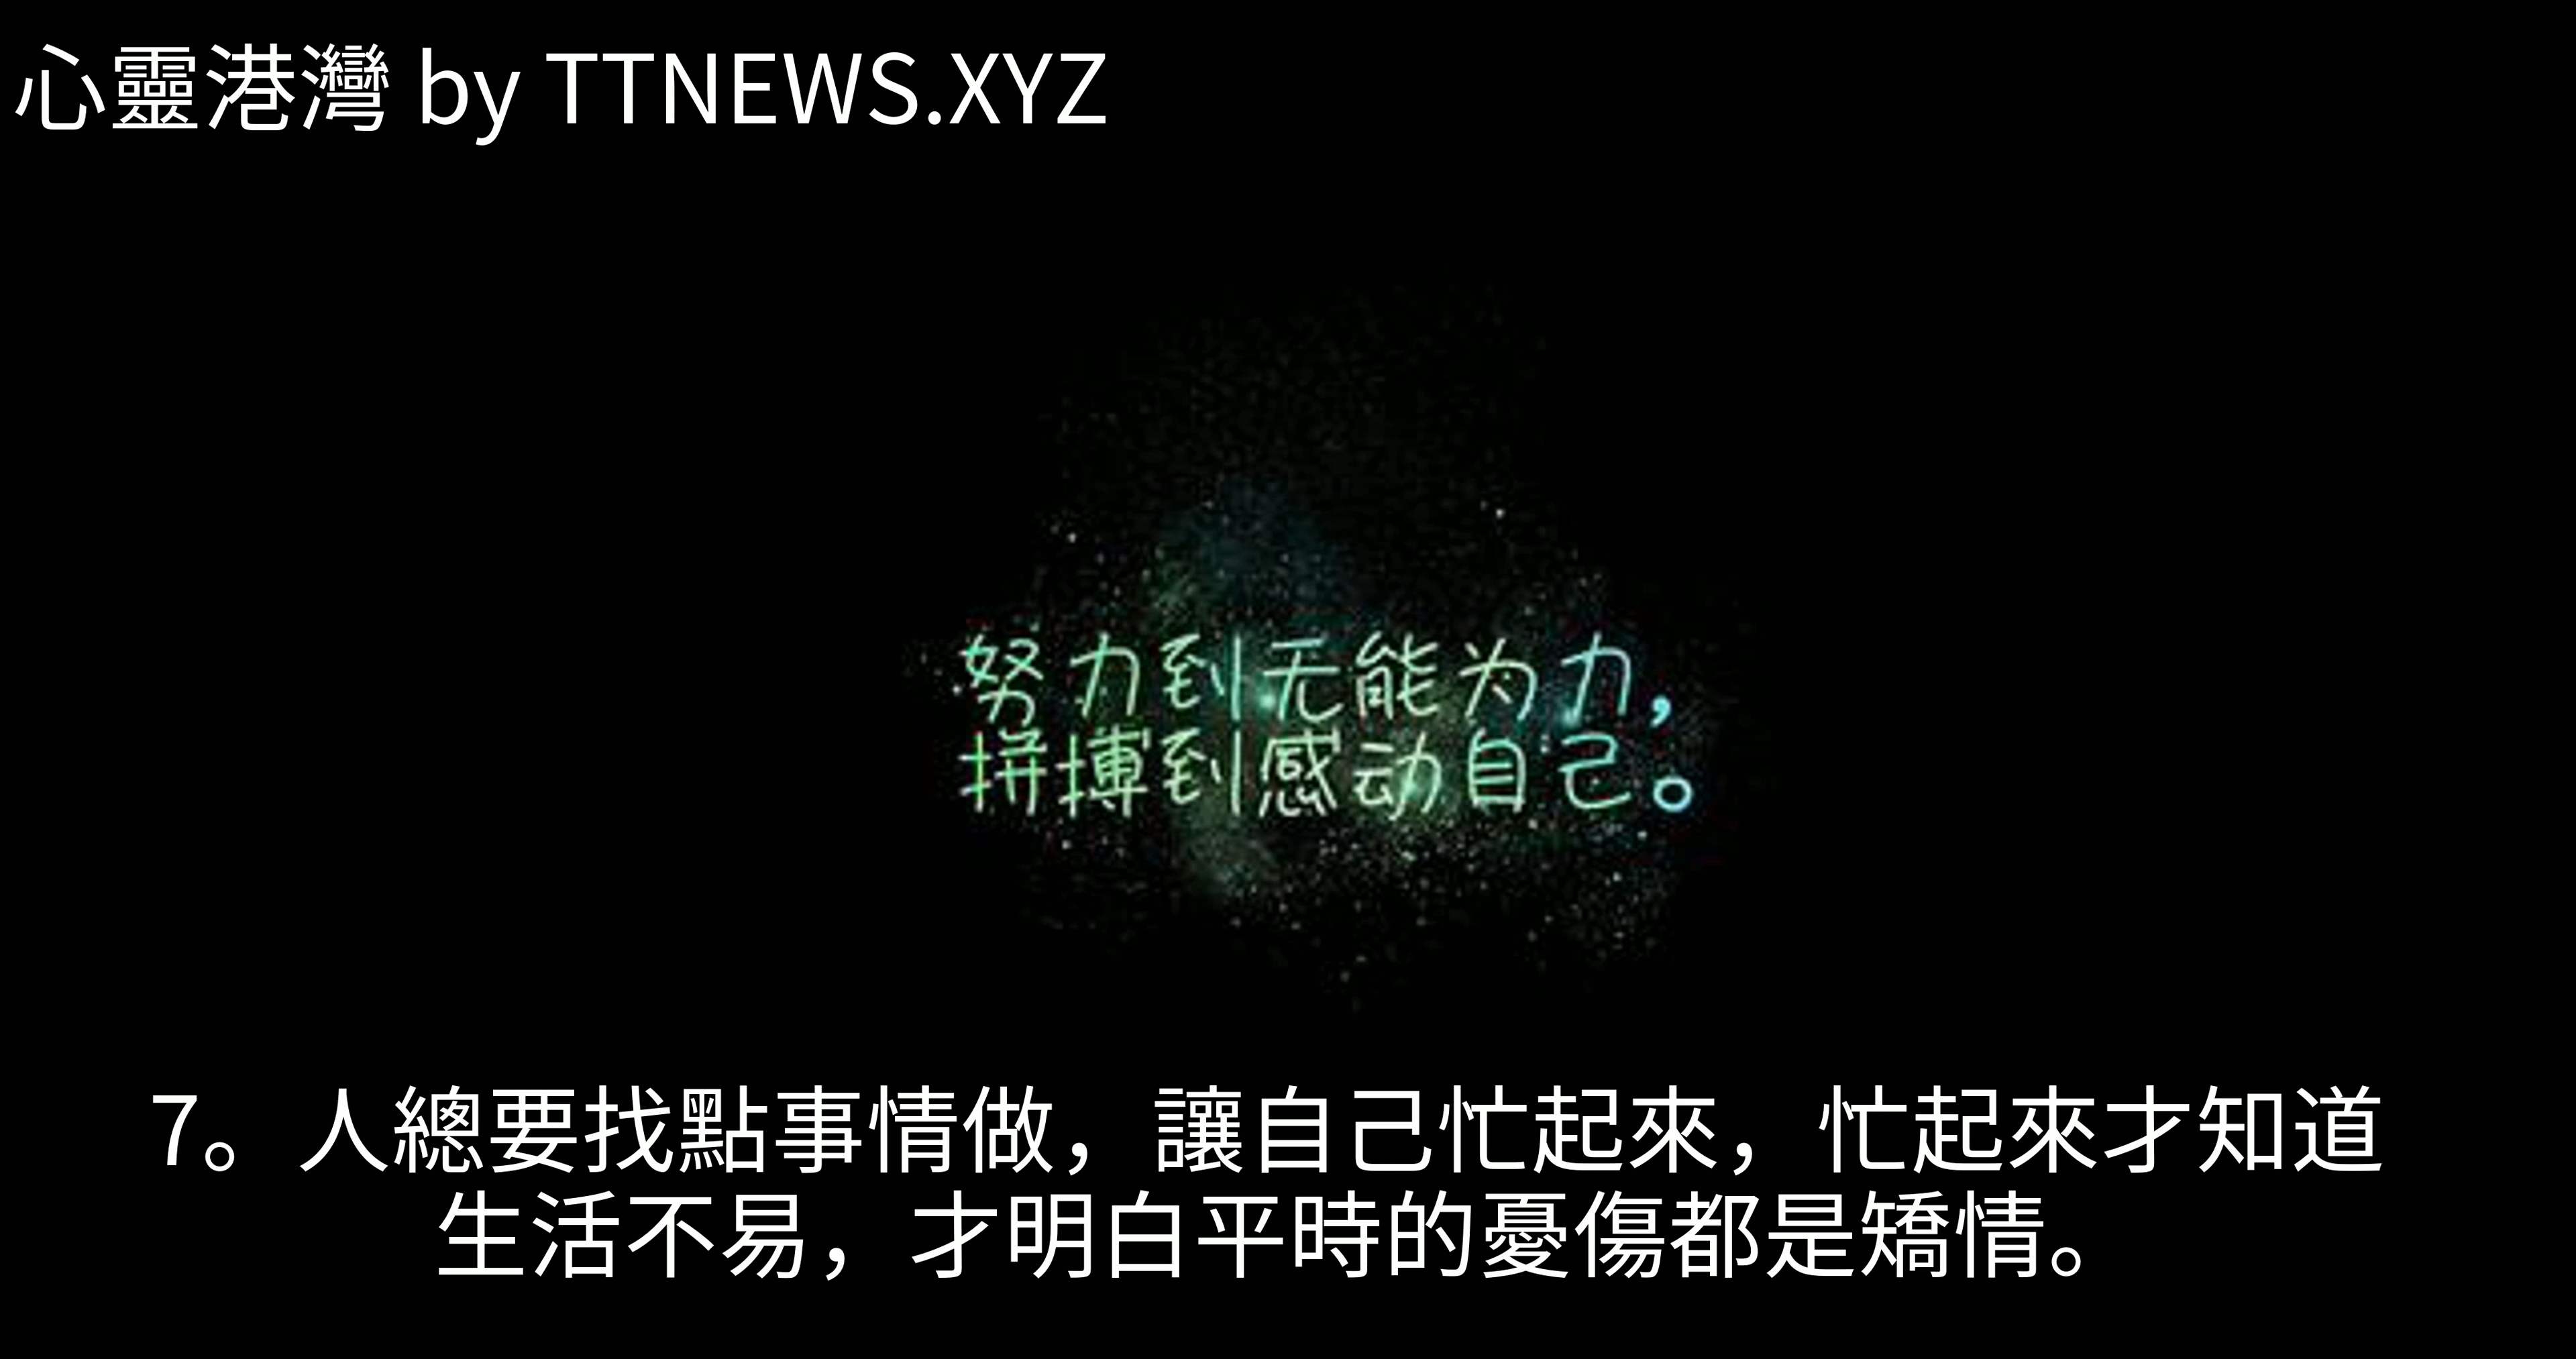 心靈港灣 by TTNEWS.XYZ
努力到无能为力，
拼搏到感动自己。
7。人總要找點事情做，讓自己忙起來，忙起來才知道
生活不易，才明白平時的憂傷都是矯情。